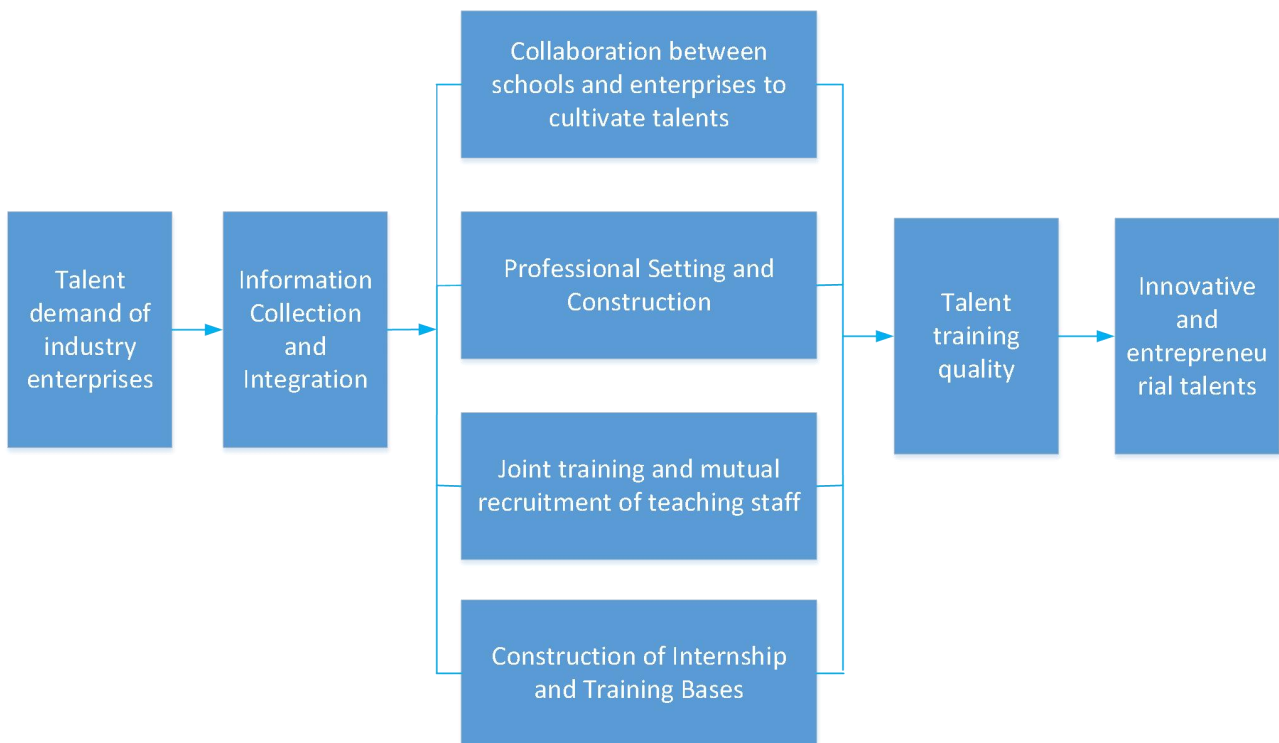 Talent
demand of
industry
enterprises
Information
Collection
and
Integration
Collaboration between
schools and enterprises to
cultivate talents
Professional Setting and
Construction
Joint training and mutual
recruitment of teaching staff
Construction of Internship
and Training Bases
Talent
training
quality
Innovative
and
entrepreneu
rial talents